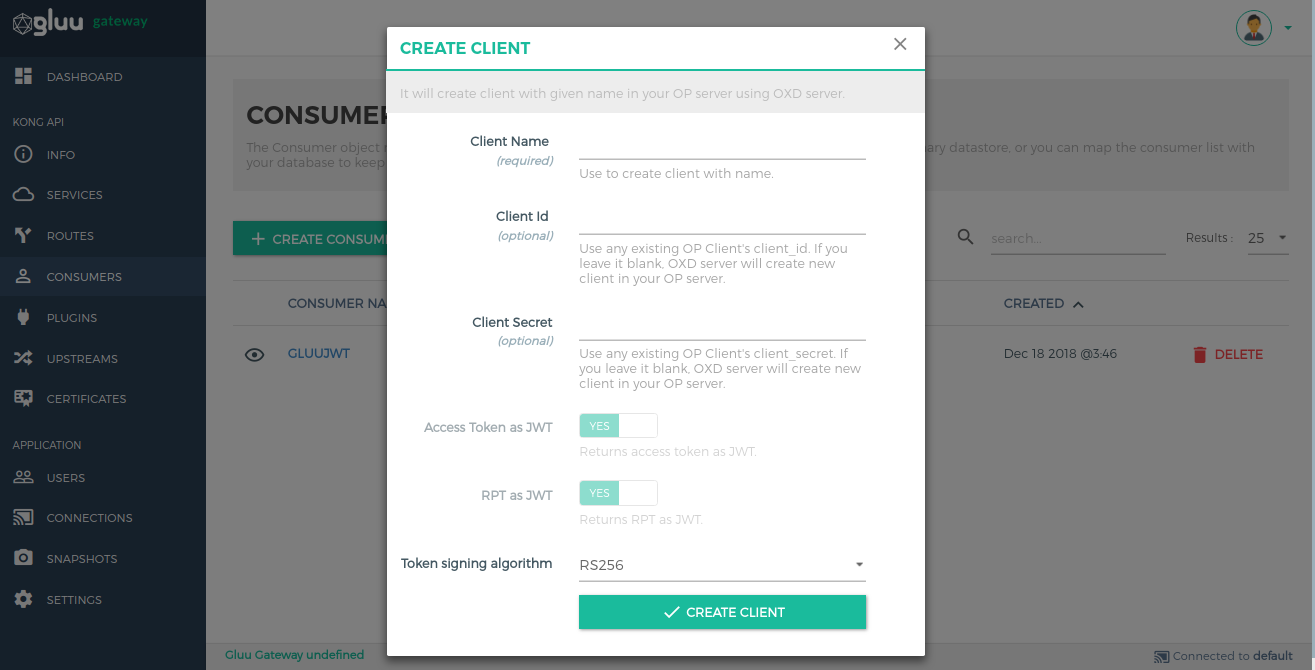 gluu gateway
DASHBOARD
KONG API
INFO
SERVICES
ROUTES
CONSUMERS
PLUGINS
UPSTREAMS
CERTIFICATES
APPLICATION
USERS
CONNECTIONS
SNAPSHOTS
SETTINGS
CONSUMER
The Consumer object
ary datastore, or you can map the consumer list with
your database to keep
CREATE CONSUM
search...
Results :
25
CONSUMER NA
CREATED
GLUUJWT
Dec 18 2018 @3:46
DELETE
CREATE CLIENT
It will create client with given name in your OP server using OXD server.
Client Name
(required)
Use to create client with name.
Client Id
(optional)
Use any existing OP Client's client_id. If you
leave it blank, OXD server will create new
client in your OP server.
Client Secret
(optional)
Use any existing OP Client's client_secret. If
you leave it blank, OXD server will create new
client in your OP server.
Access Token as JWT
YES
Returns access token as JWT.
RPT as JWT
YES
Returns RPT as JWT.
Token signing algorithm
RS256
CREATE CLIENT
Gluu Gateway undefined
Connected to default